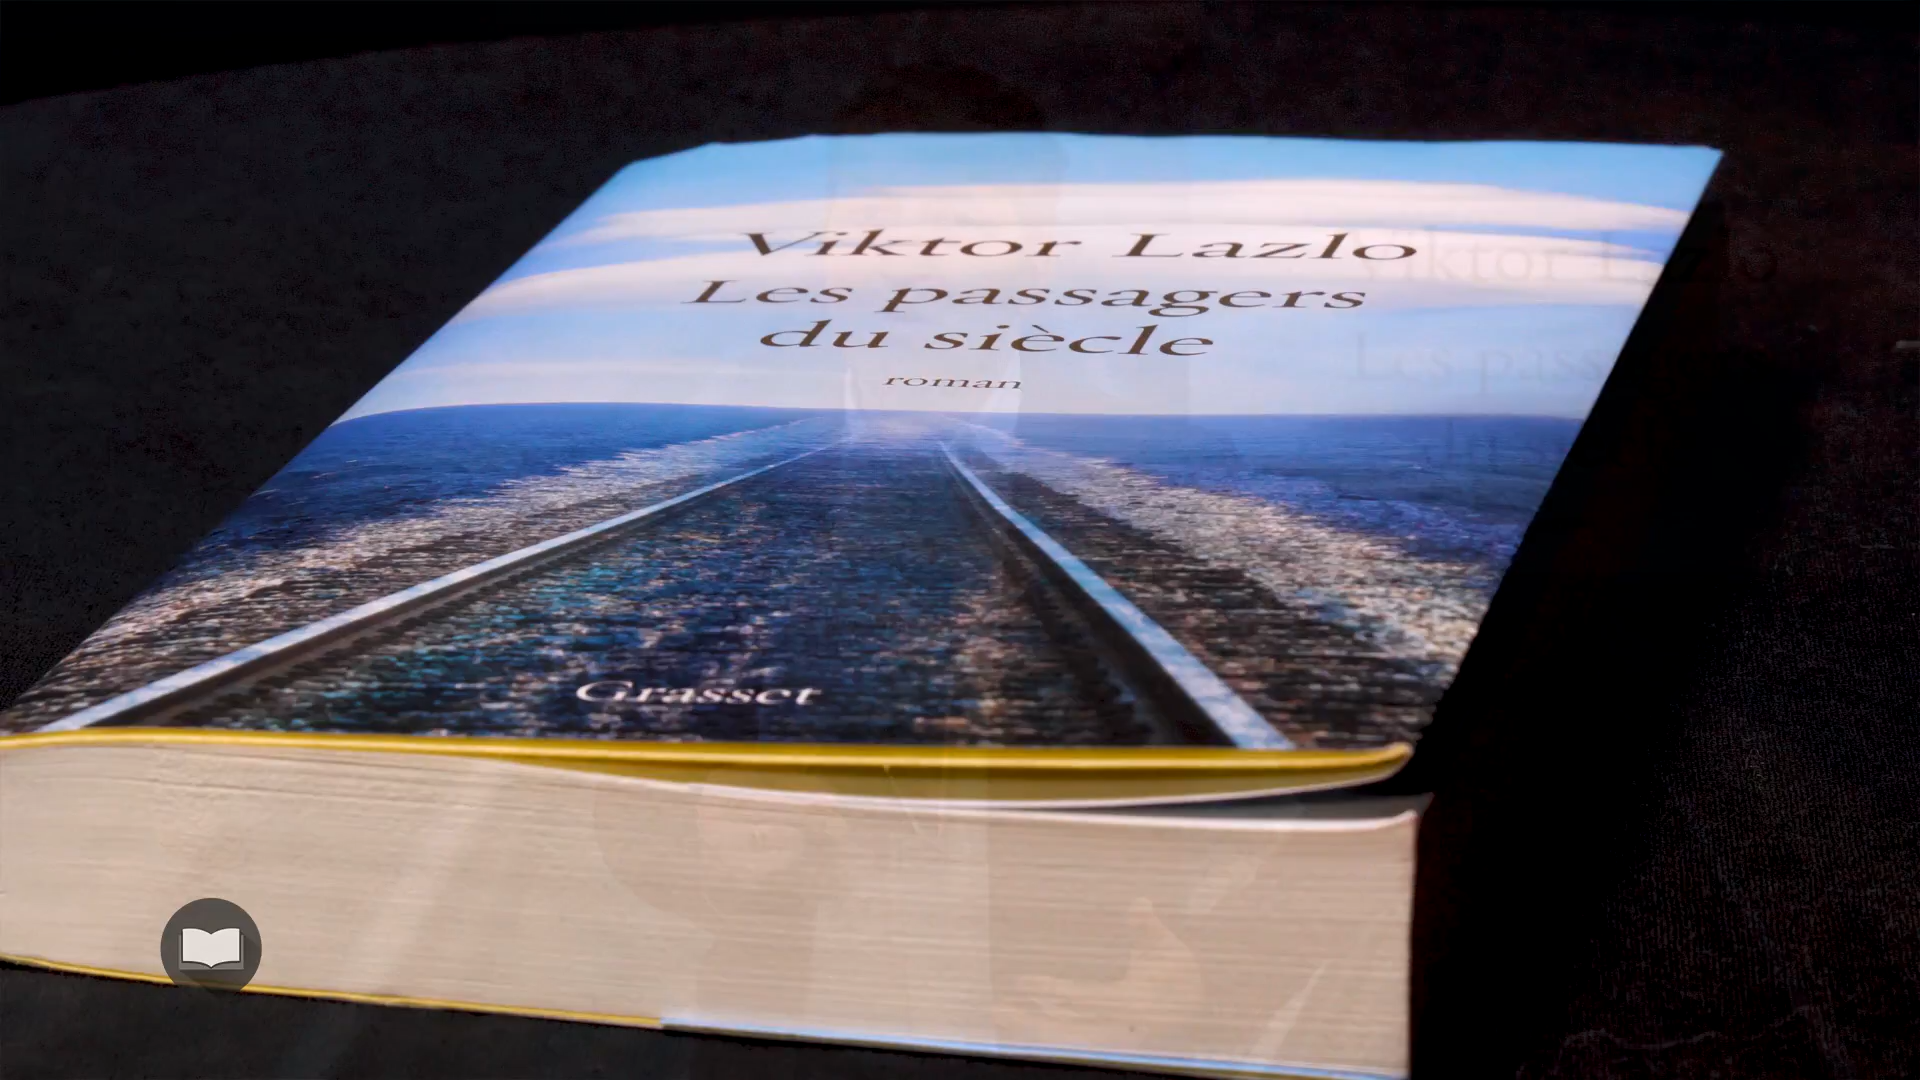 Viktor Lazlo
Les passagers
du siècle
roman
Grasset